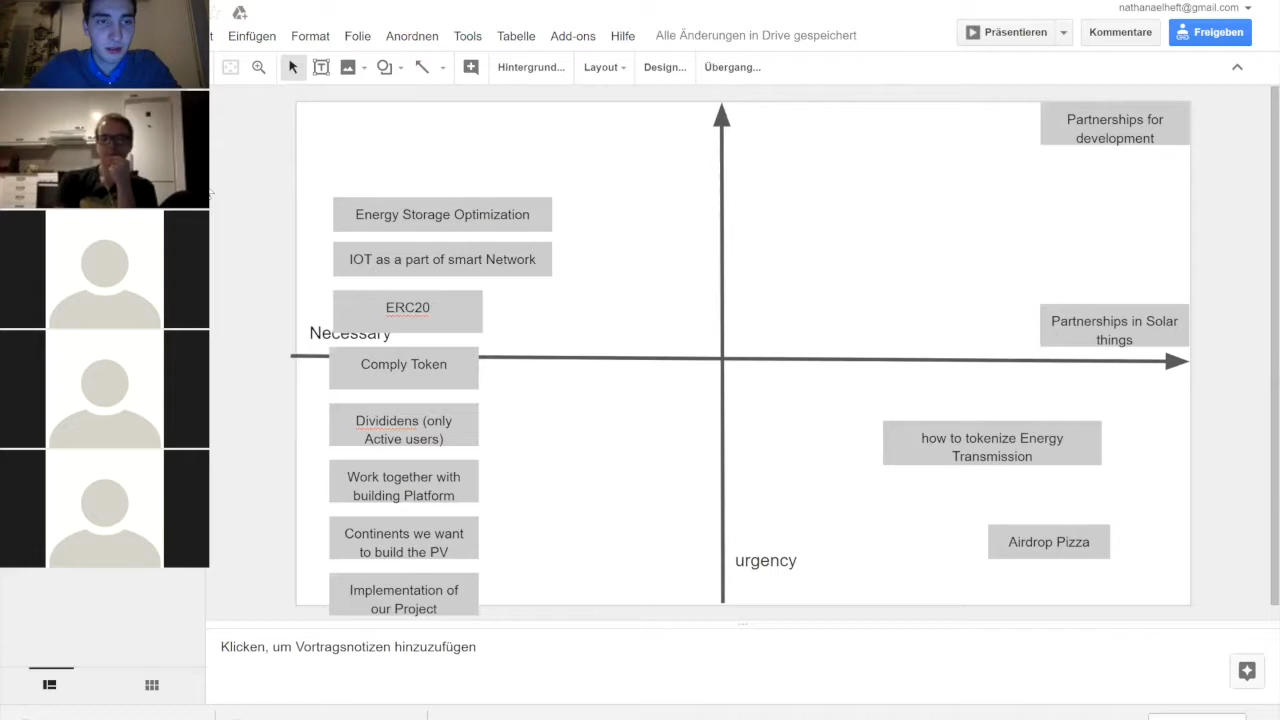 nathanaelheft@gmail.com
t Einfügen Format Folie Anordnen Tools Tabelle Add-ons Hilfe Alle Änderungen in Drive gespeichert
Präsentieren Kommentare Freigeben
Hintergrund... Layout Design... Übergang...
Partnerships for
development
Energy Storage Optimization
IOT as a part of smart Network
ERC20
Necessary
Partnerships in Solar
things
Comply Token
Divididens (only
Active users)
how to tokenize Energy
Transmission
Work together with
building Platform
Continents we want
to build the PV
Airdrop Pizza
urgency
Implementation of
our Project
Klicken, um Vortragsnotizen hinzuzufügen